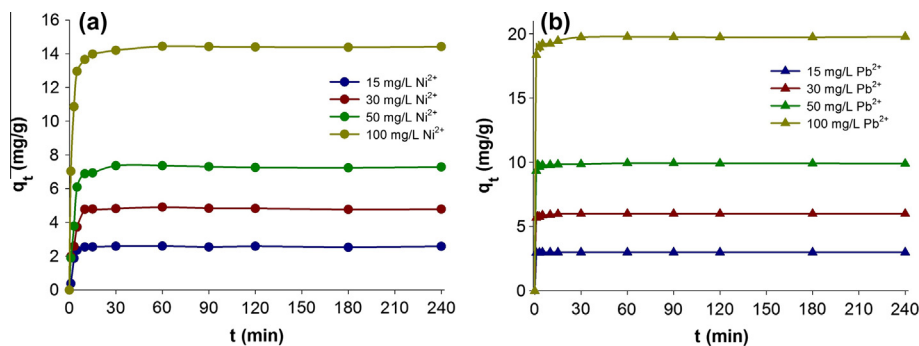 (a)
16
14
12
10
8
6
4
2
0
qt (mg/g)
15 mg/L Ni2+
30 mg/L Ni2+
50 mg/L Ni2+
100 mg/L Ni2+
0 30 60 90 120 150 180 210 240
t (min)
(b)
20
15
10
5
0
qt (mg/g)
15 mg/L Pb2+
30 mg/L Pb2+
50 mg/L Pb2+
100 mg/L Pb2+
0 30 60 90 120 150 180 210 240
t (min)